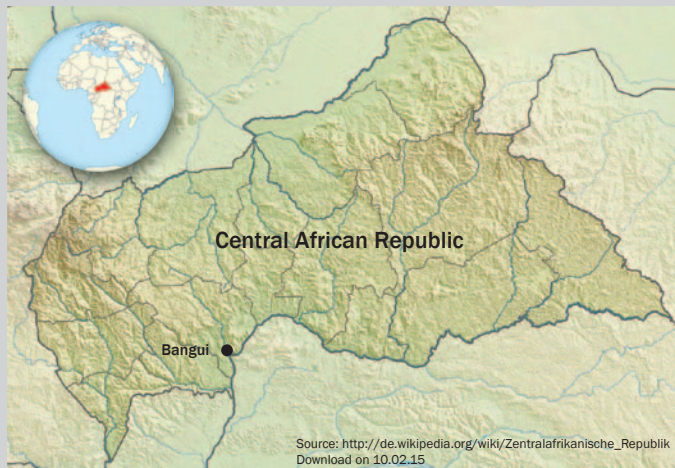 Central African Republic
Bangui
Source: http://de.wikipedia.org/wiki/Zentralafrikanische_Republik
Download on 10.02.15